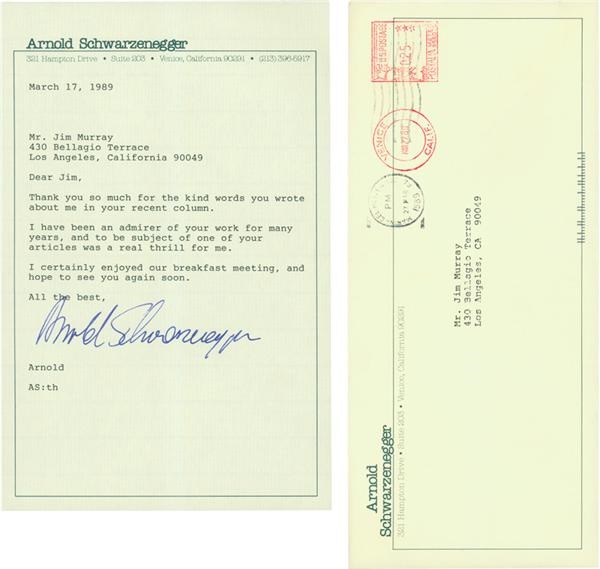 Arnold Schwarzenegger
321 Hampton Drive • Suite 203 • Venice, California 90291 • (213) 396-6917
March 17, 1989
Mr. Jim Murray
430 Bellagio Terrace
Los Angeles, California 90049
Dear Jim,
Thank you so much for the kind words you wrote
about me in your recent column.
I have been an admirer of your work for many
years, and to be subject of one of your
articles was a real thrill for me.
I certainly enjoyed our breakfast meeting, and
hope to see you again soon.
All the best,
Arnold Schwarzenegger
Arnold
AS:th
Arnold
Schwarzenegger
321 Hampton Drive • Suite 203 • Venice, California 90291
Mr. Jim Murray
430 Bellagio Terrace
Los Angeles, CA 90049
U.S.POSTAGE
025
VENICE
CALIF.
PM
1989